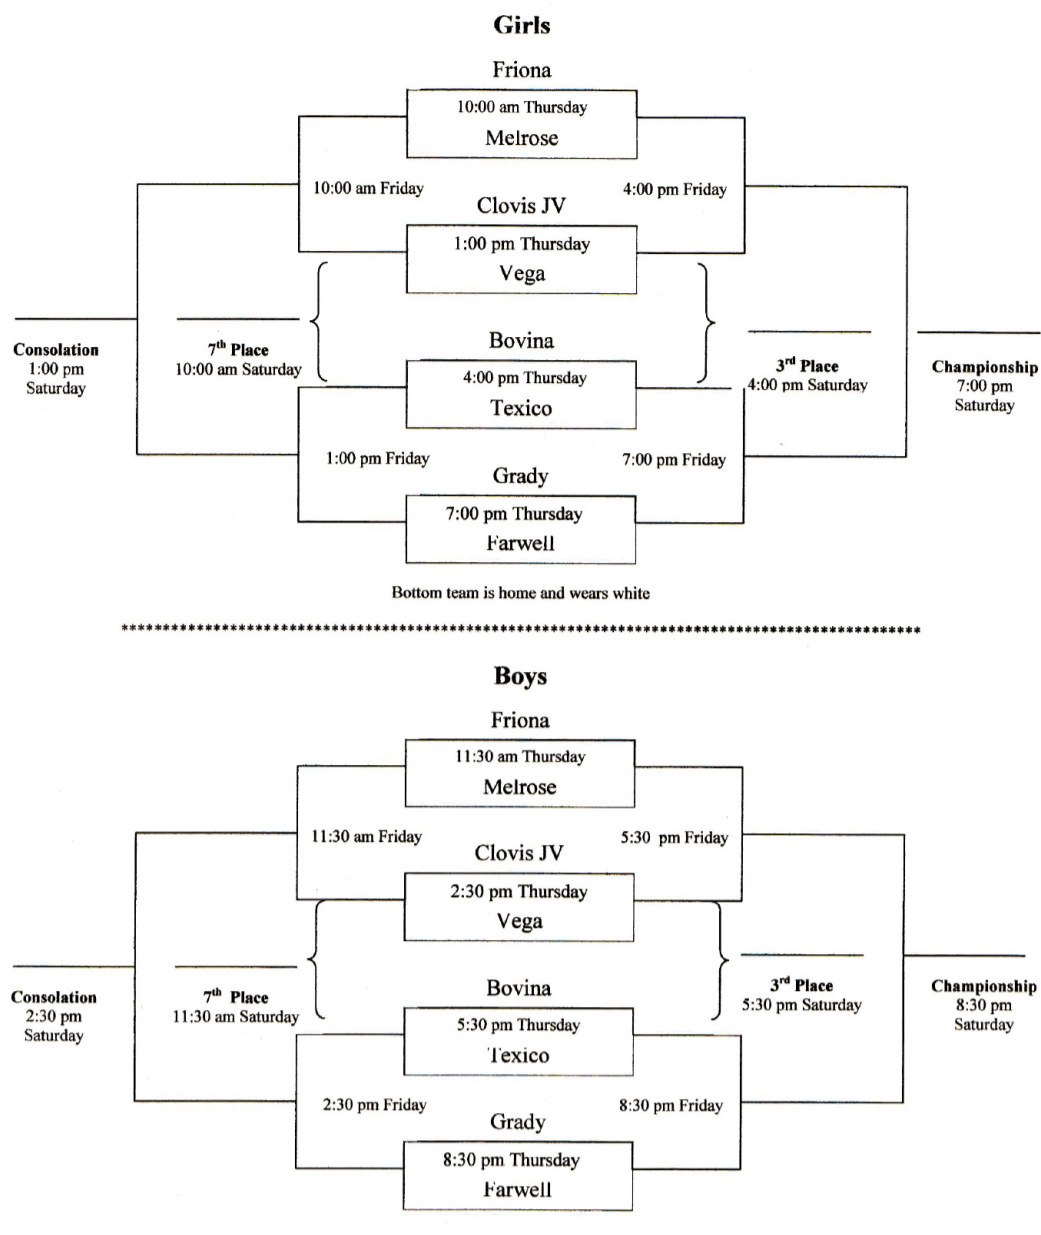 Girls
Friona
10:00 am Thursday
Melrose
10:00 am Friday
4:00 pm Friday
Clovis JV
1:00 pm Thursday
Vega
Bovina
4:00 pm Thursday
Texico
Consolation
1:00 pm
Saturday
7th Place
10:00 am Saturday
3rd Place
4:00 pm Saturday
Championship
7:00 pm
Saturday
1:00 pm Friday
7:00 pm Friday
Grady
7:00 pm Thursday
Farwell
Bottom team is home and wears white
****************************************************************************************************
Boys
Friona
11:30 am Thursday
Melrose
11:30 am Friday
5:30 pm Friday
Clovis JV
2:30 pm Thursday
Vega
Bovina
5:30 pm Thursday
Texico
Consolation
2:30 pm
Saturday
7th Place
11:30 am Saturday
3rd Place
5:30 pm Saturday
Championship
8:30 pm
Saturday
2:30 pm Friday
8:30 pm Friday
Grady
8:30 pm Thursday
Farwell